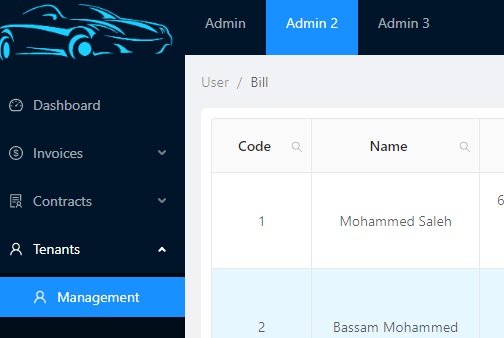 Admin
Admin 2
Admin 3
User / Bill
Dashboard
Invoices
Contracts
Tenants
Management
Code
Name
1
Mohammed Saleh
6
2
Bassam Mohammed